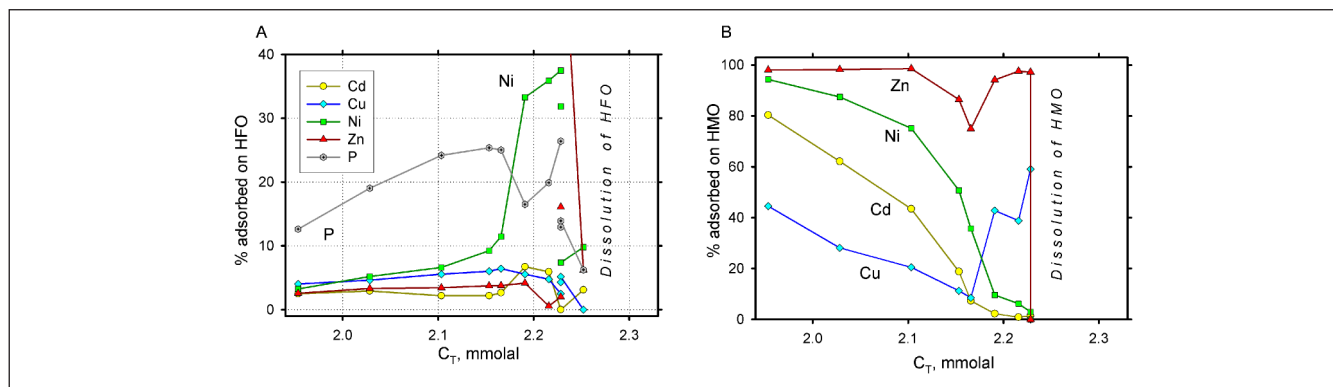 A
% adsorbed on HFO
40
30
20
10
0
Cd
Cu
Ni
Zn
P
Ni
P
Dissolution of HFO
2.0
2.1
2.2
2.3
C_T, mmolal
B
% adsorbed on HMO
100
80
60
40
20
0
Zn
Ni
Cd
Cu
Dissolution of HMO
2.0
2.1
2.2
2.3
C_T, mmolal